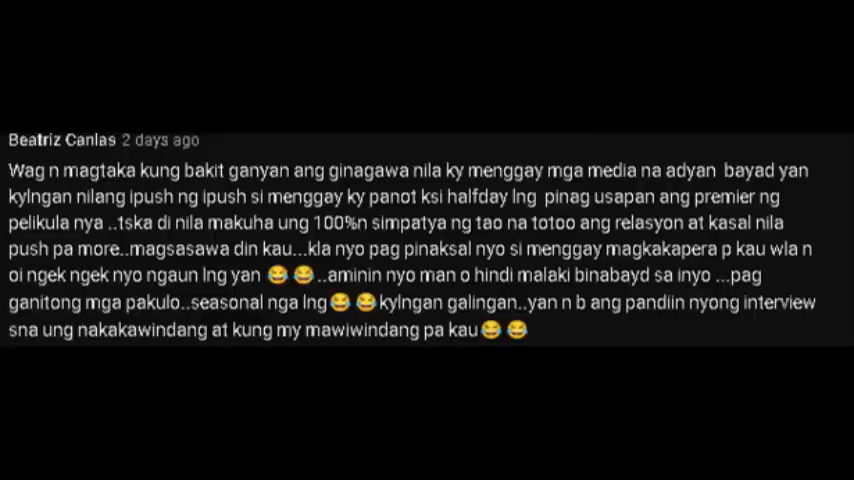 Beatriz Canlas 2 days ago
Wag n magtaka kung bakit ganyan ang ginagawa nila ky menggay mga media na adyan bayad yan
kylngan nilang ipush ng ipush si menggay ky panot ksi halfday lng pinag usapan ang premier ng
pelikula nya ..tska di nila makuha ung 100%n simpatya ng tao na totoo ang relasyon at kasal nila
push pa more..magsasawa din kau...kla nyo pag pinaksal nyo si menggay magkakapera p kau wla n
oi ngek ngek nyo ngaun lng yan 😂 😂..aminin nyo man o hindi malaki binabayd sa inyo ...pag
ganitong mga pakulo..seasonal nga lng😂 😂kylngan galingan..yan n b ang pandiin nyong interview
sna ung nakakawindang at kung my mawiwindang pa kau😂 😂